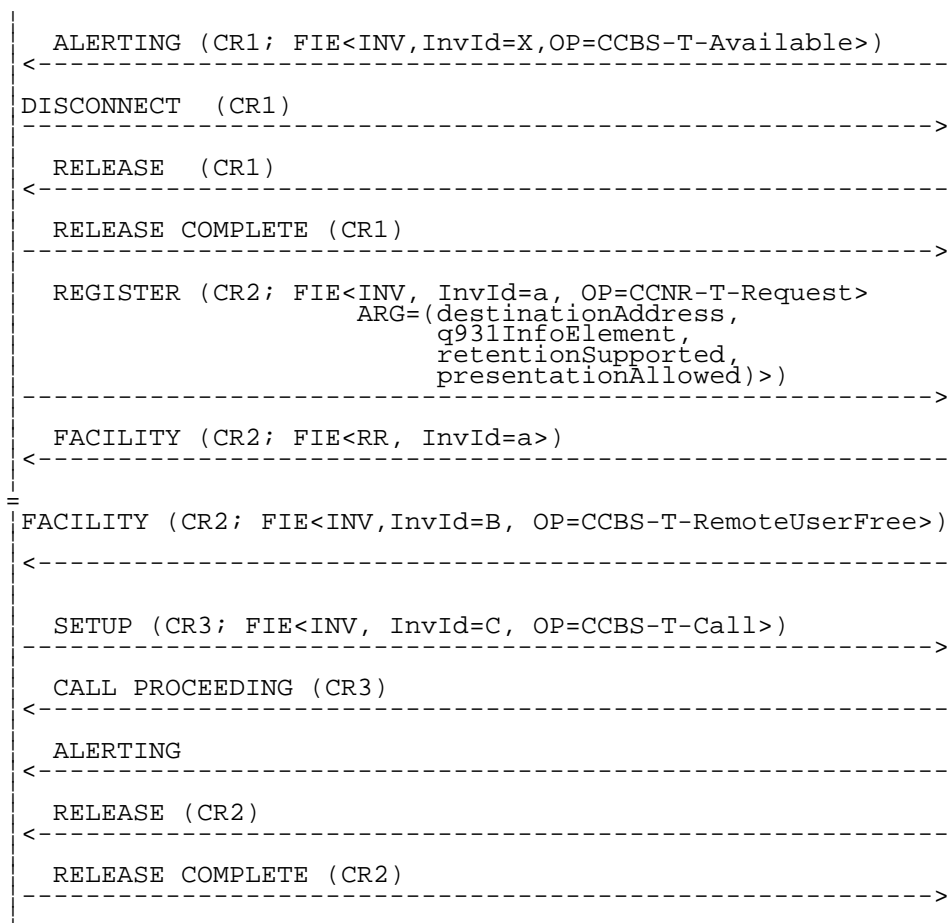 ALERTING (CR1; FIE<INV,InvId=X,OP=CCBS-T-Available>)
<----------------------------------------------------------
DISCONNECT  (CR1)
---------------------------------------------------------->
RELEASE  (CR1)
<----------------------------------------------------------
RELEASE COMPLETE (CR1)
---------------------------------------------------------->
REGISTER (CR2; FIE<INV, InvId=a, OP=CCNR-T-Request>
ARG=(destinationAddress,
q931InfoElement,
retentionSupported,
presentationAllowed)>)
---------------------------------------------------------->
FACILITY (CR2; FIE<RR, InvId=a>)
<----------------------------------------------------------
=
FACILITY (CR2; FIE<INV,InvId=B, OP=CCBS-T-RemoteUserFree>)
<----------------------------------------------------------
SETUP (CR3; FIE<INV, InvId=C, OP=CCBS-T-Call>)
---------------------------------------------------------->
CALL PROCEEDING (CR3)
<----------------------------------------------------------
ALERTING
<----------------------------------------------------------
RELEASE (CR2)
<----------------------------------------------------------
RELEASE COMPLETE (CR2)
---------------------------------------------------------->